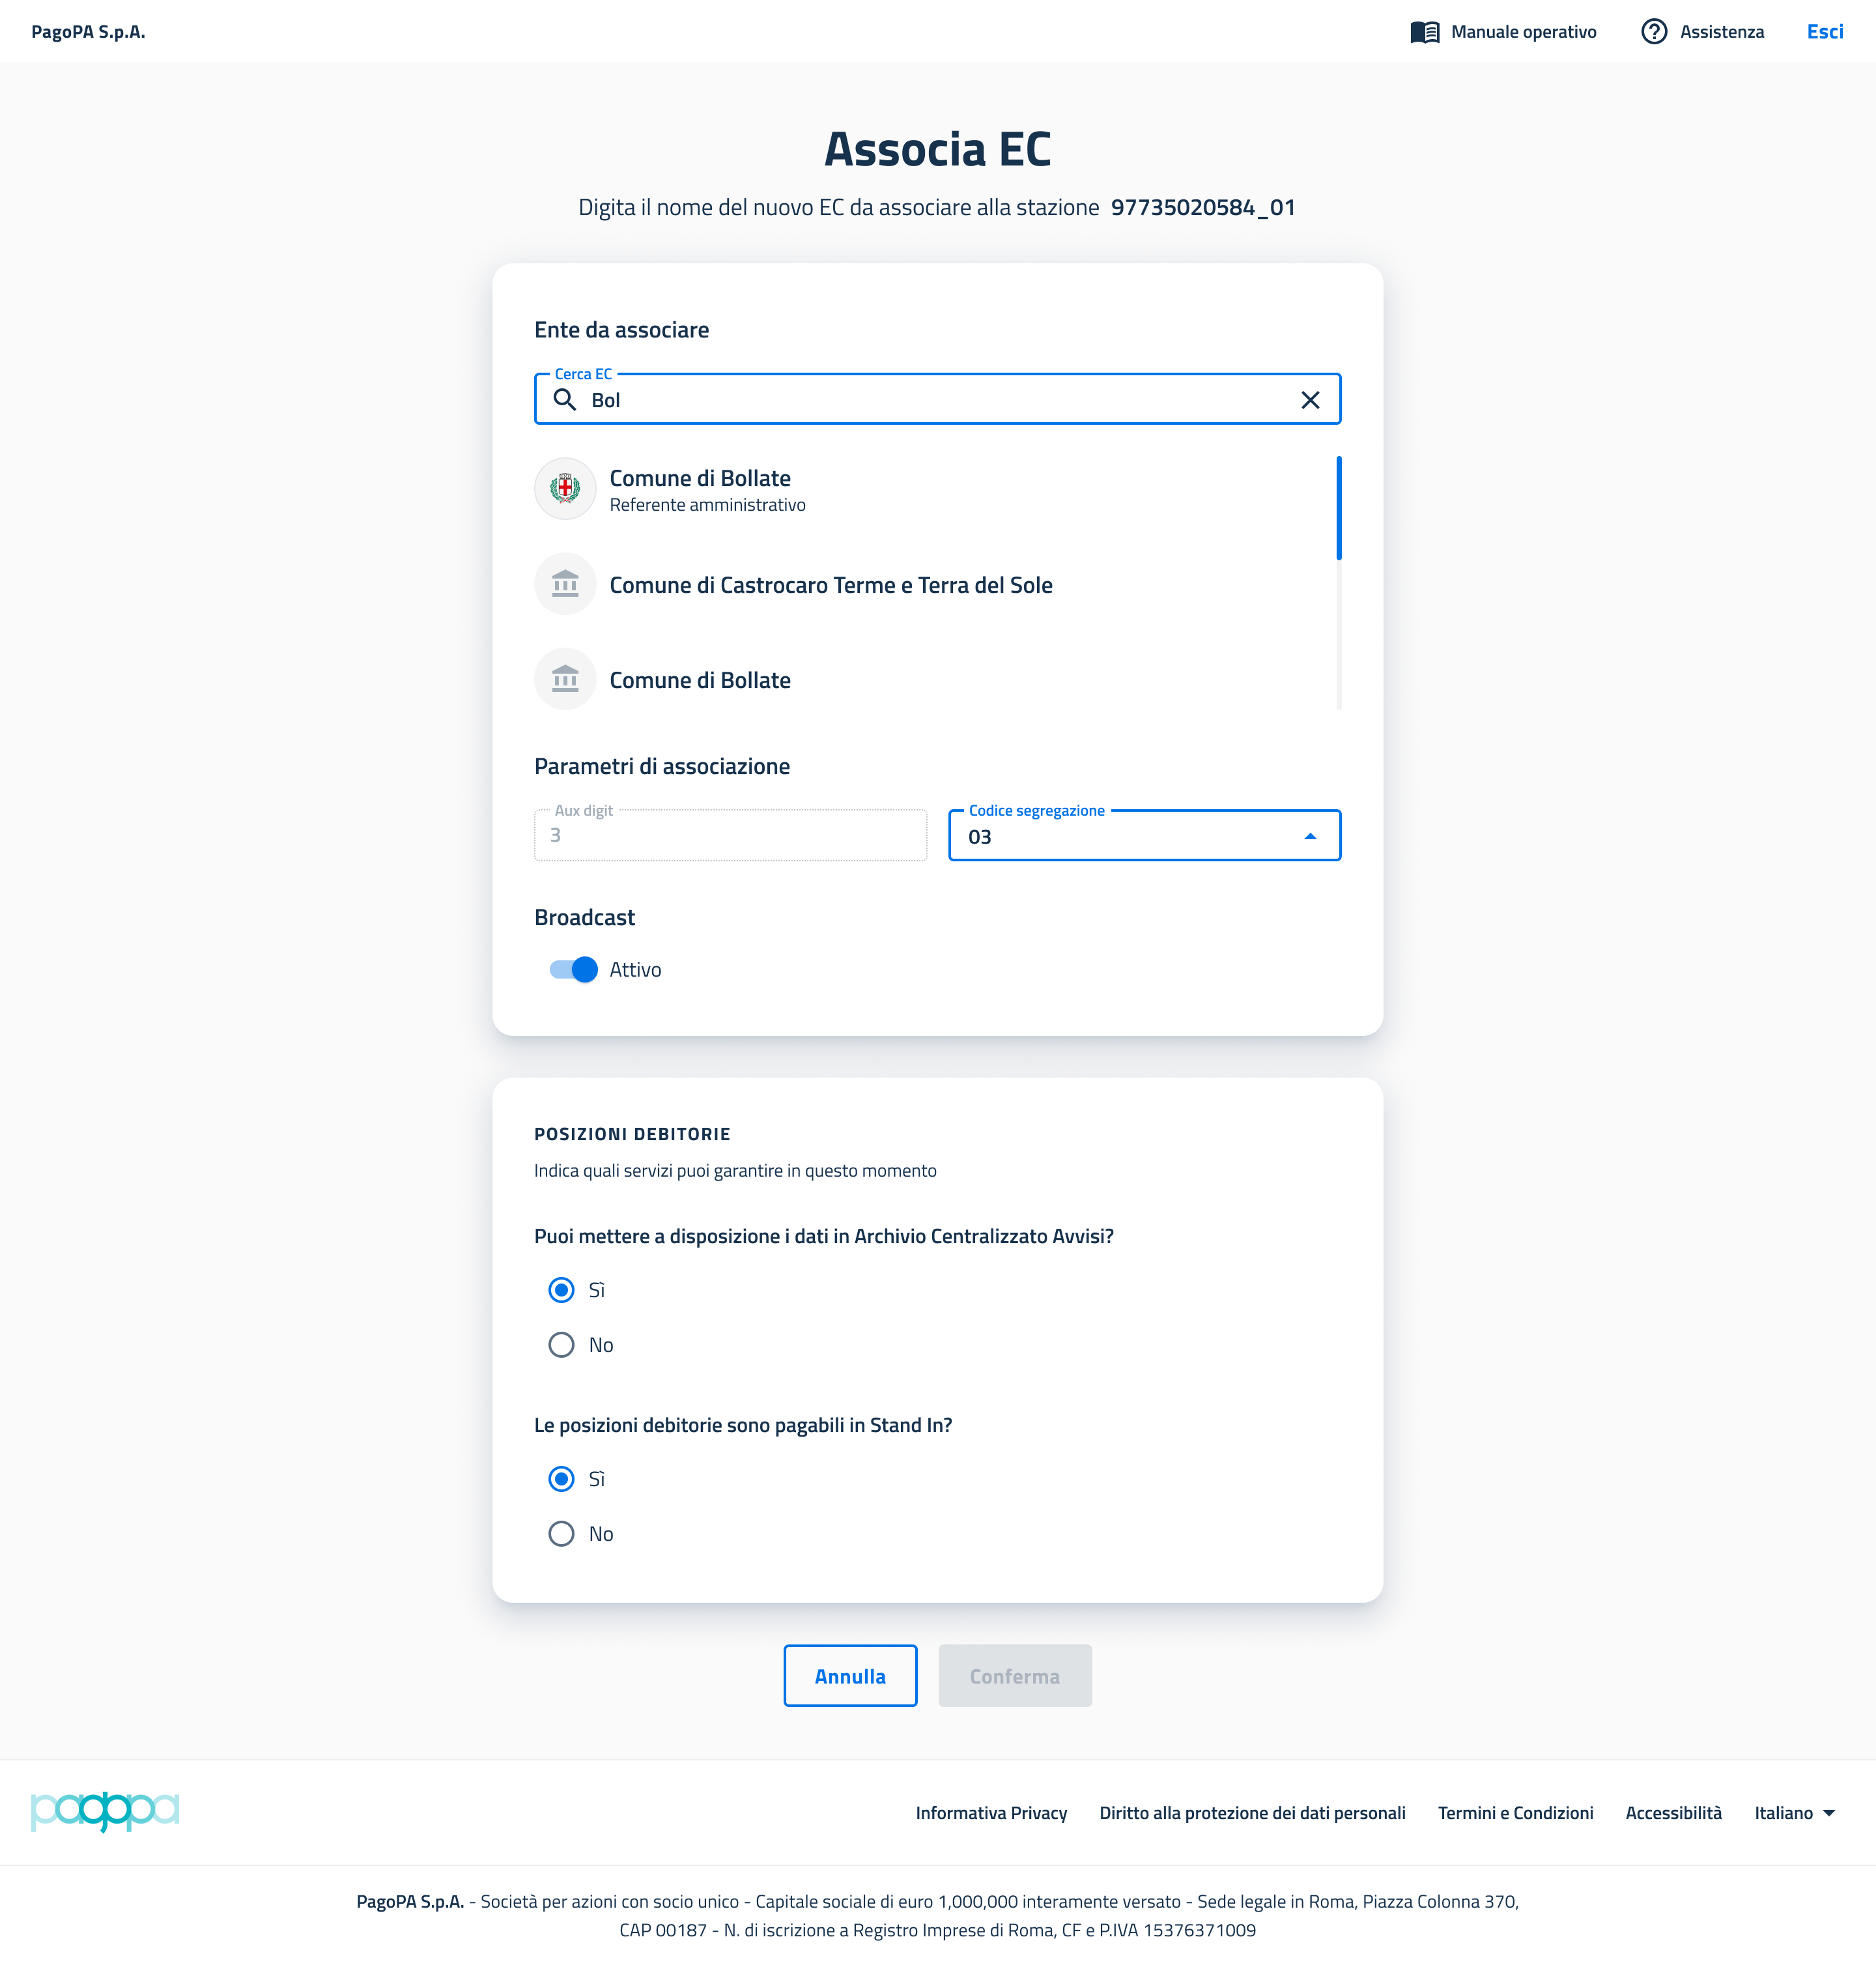 PagoPA S.p.A.
Manuale operativo
Assistenza
Esci
Associa EC
Digita il nome del nuovo EC da associare alla stazione 97735020584_01
Ente da associare
Cerca EC
Bol
Comune di Bollate
Referente amministrativo
Comune di Castrocaro Terme e Terra del Sole
Comune di Bollate
Parametri di associazione
Aux digit
3
Codice segregazione
03
Broadcast
Attivo
POSIZIONI DEBITORIE
Indica quali servizi puoi garantire in questo momento
Puoi mettere a disposizione i dati in Archivio Centralizzato Avvisi?
Sì
No
Le posizioni debitorie sono pagabili in Stand In?
Sì
No
Annulla
Conferma
pagopa
Informativa Privacy
Diritto alla protezione dei dati personali
Termini e Condizioni
Accessibilità
Italiano
PagoPA S.p.A. - Società per azioni con socio unico - Capitale sociale di euro 1,000,000 interamente versato - Sede legale in Roma, Piazza Colonna 370,
CAP 00187 - N. di iscrizione a Registro Imprese di Roma, CF e P.IVA 15376371009